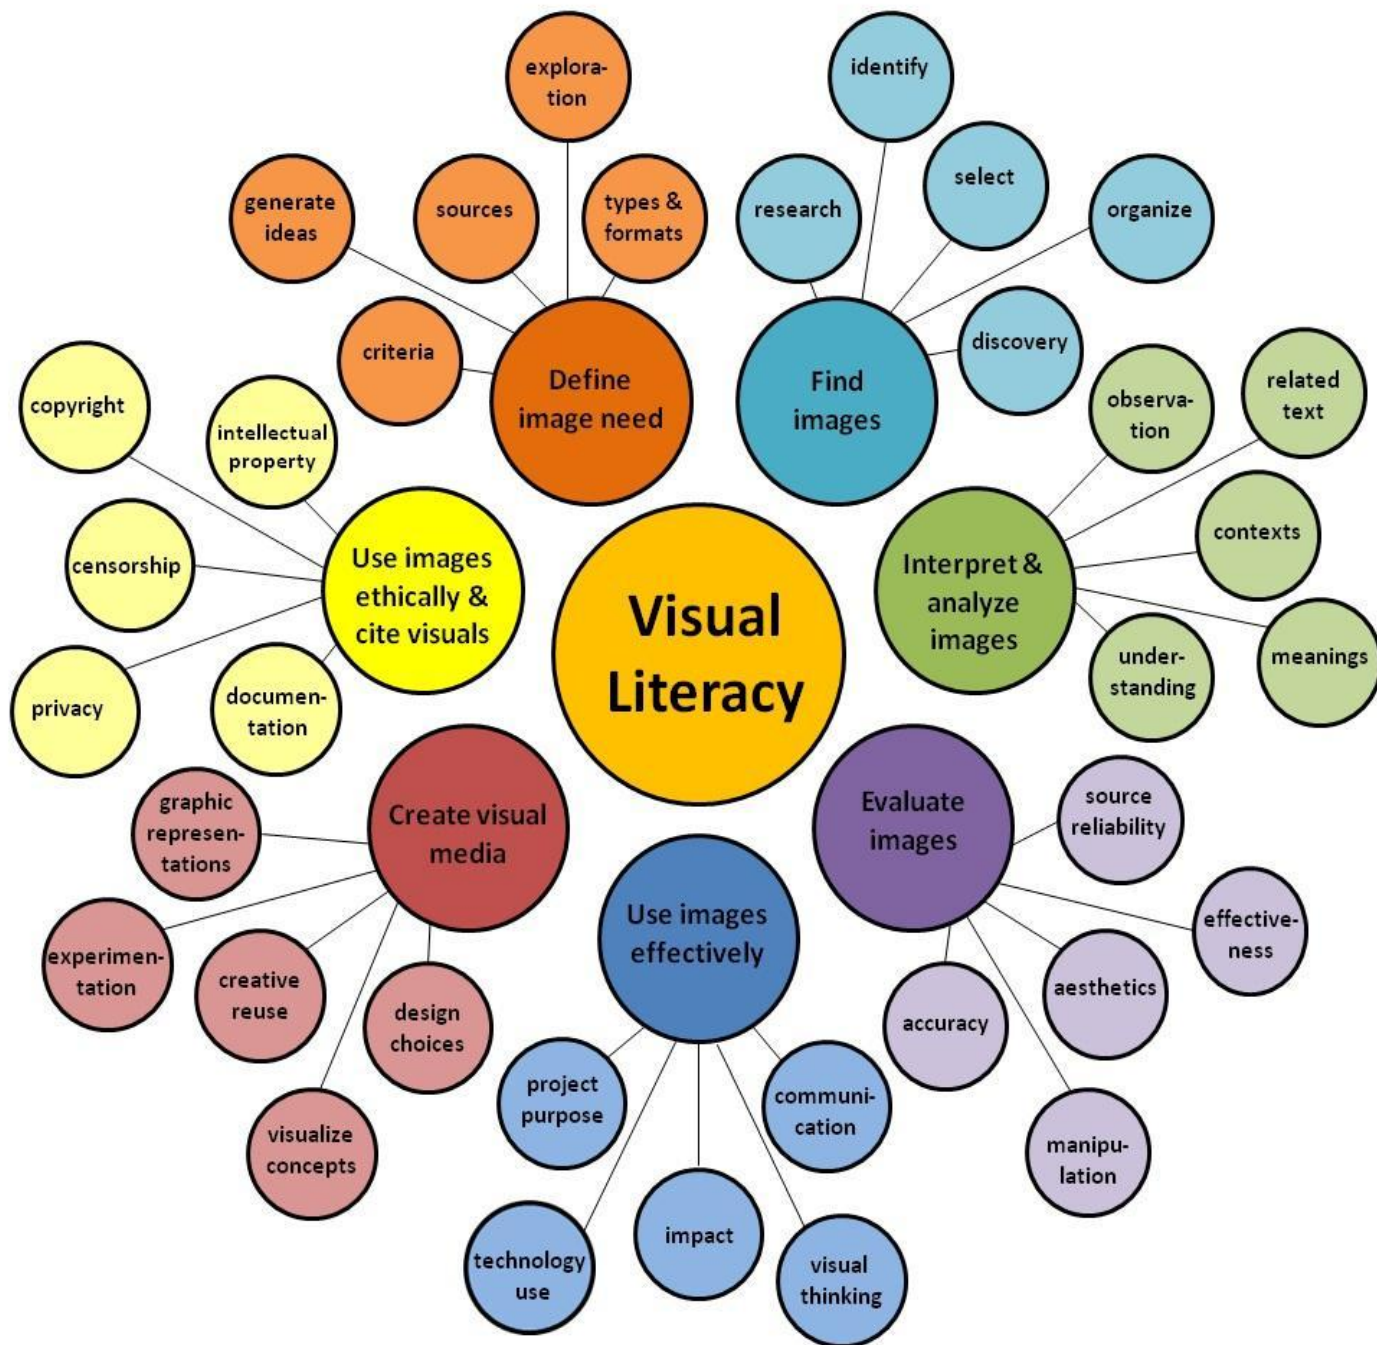 Visual
Literacy
Define
image need
explora-
tion
generate
ideas
sources
types &
formats
criteria
Find
images
identify
research
select
organize
discovery
Interpret &
analyze
images
observa-
tion
related
text
contexts
meanings
under-
standing
Evaluate
images
source
reliability
effective-
ness
aesthetics
accuracy
manipu-
lation
Use images
effectively
project
purpose
communi-
cation
technology
use
impact
visual
thinking
Create visual
media
graphic
represen-
tations
experimen-
tation
creative
reuse
design
choices
visualize
concepts
Use images
ethically &
cite visuals
copyright
intellectual
property
censorship
privacy
documen-
tation